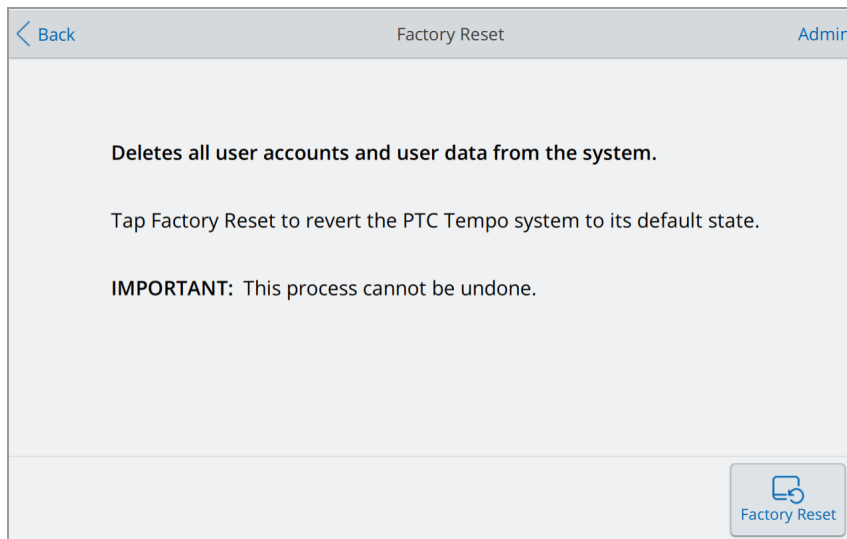 Back
Factory Reset
Admin
Deletes all user accounts and user data from the system.
Tap Factory Reset to revert the PTC Tempo system to its default state.
IMPORTANT: This process cannot be undone.
Factory Reset